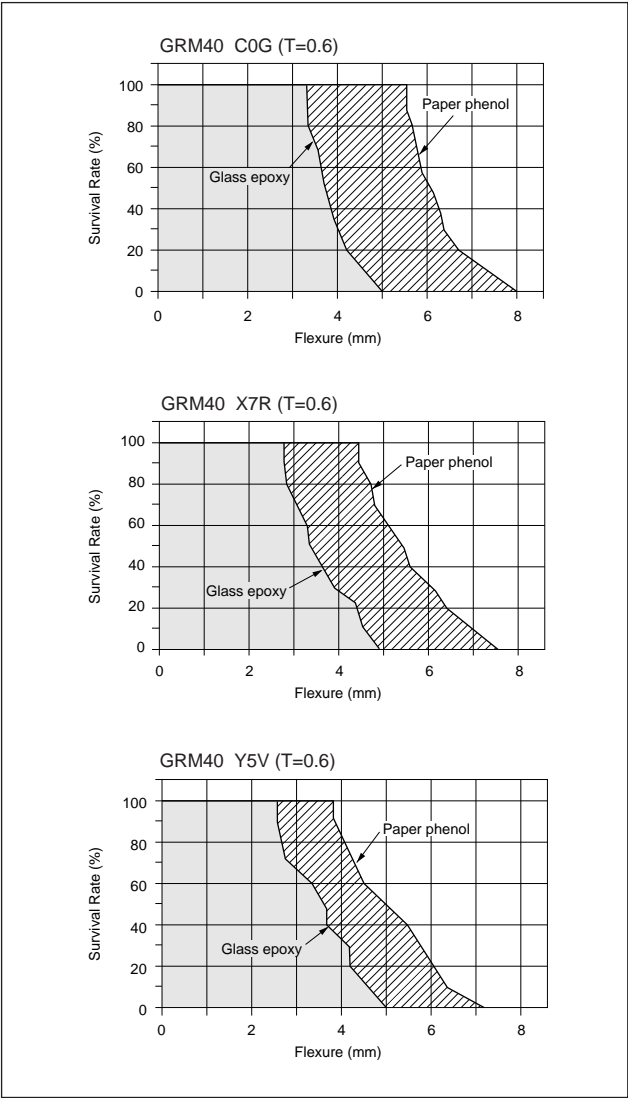 GRM40 C0G (T=0.6)
Survival Rate (%)
100
80
60
40
20
0
Paper phenol
Glass epoxy
0 2 4 6 8
Flexure (mm)
GRM40 X7R (T=0.6)
Survival Rate (%)
100
80
60
40
20
0
Paper phenol
Glass epoxy
0 2 4 6 8
Flexure (mm)
GRM40 Y5V (T=0.6)
Survival Rate (%)
100
80
60
40
20
0
Paper phenol
Glass epoxy
0 2 4 6 8
Flexure (mm)